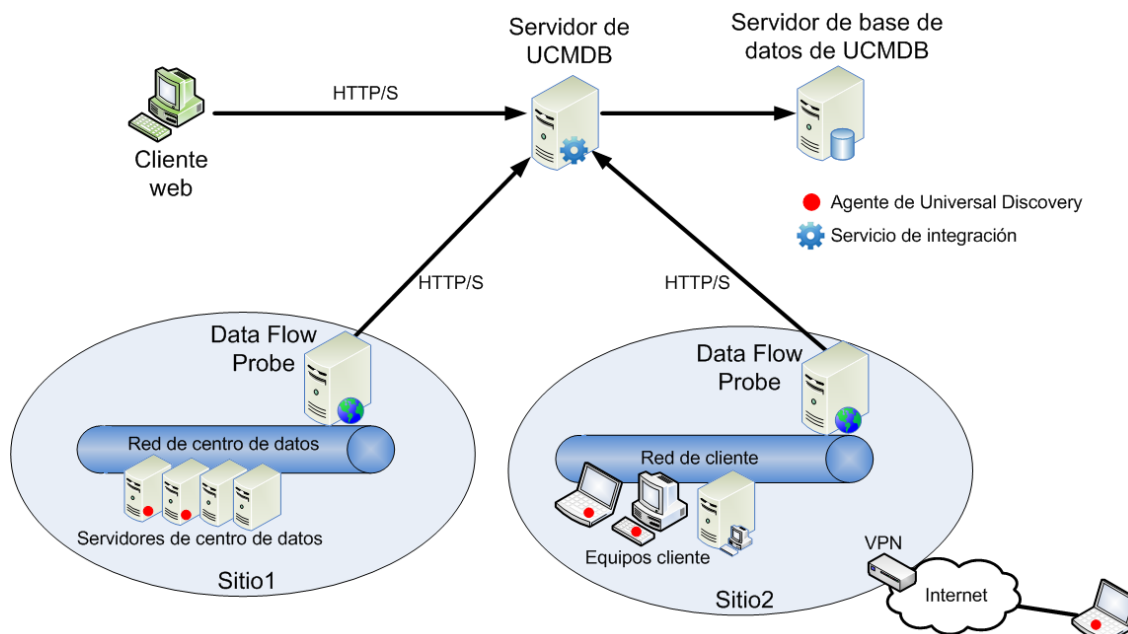 Servidor de
UCMDB
Servidor de base de
datos de UCMDB
HTTP/S
Cliente
web
Agente de Universal Discovery
Servicio de integración
HTTP/S
HTTP/S
Data Flow
Probe
Data Flow
Probe
Red de centro de datos
Red de cliente
Servidores de centro de datos
Equipos cliente
Sitio1
Sitio2
VPN
Internet